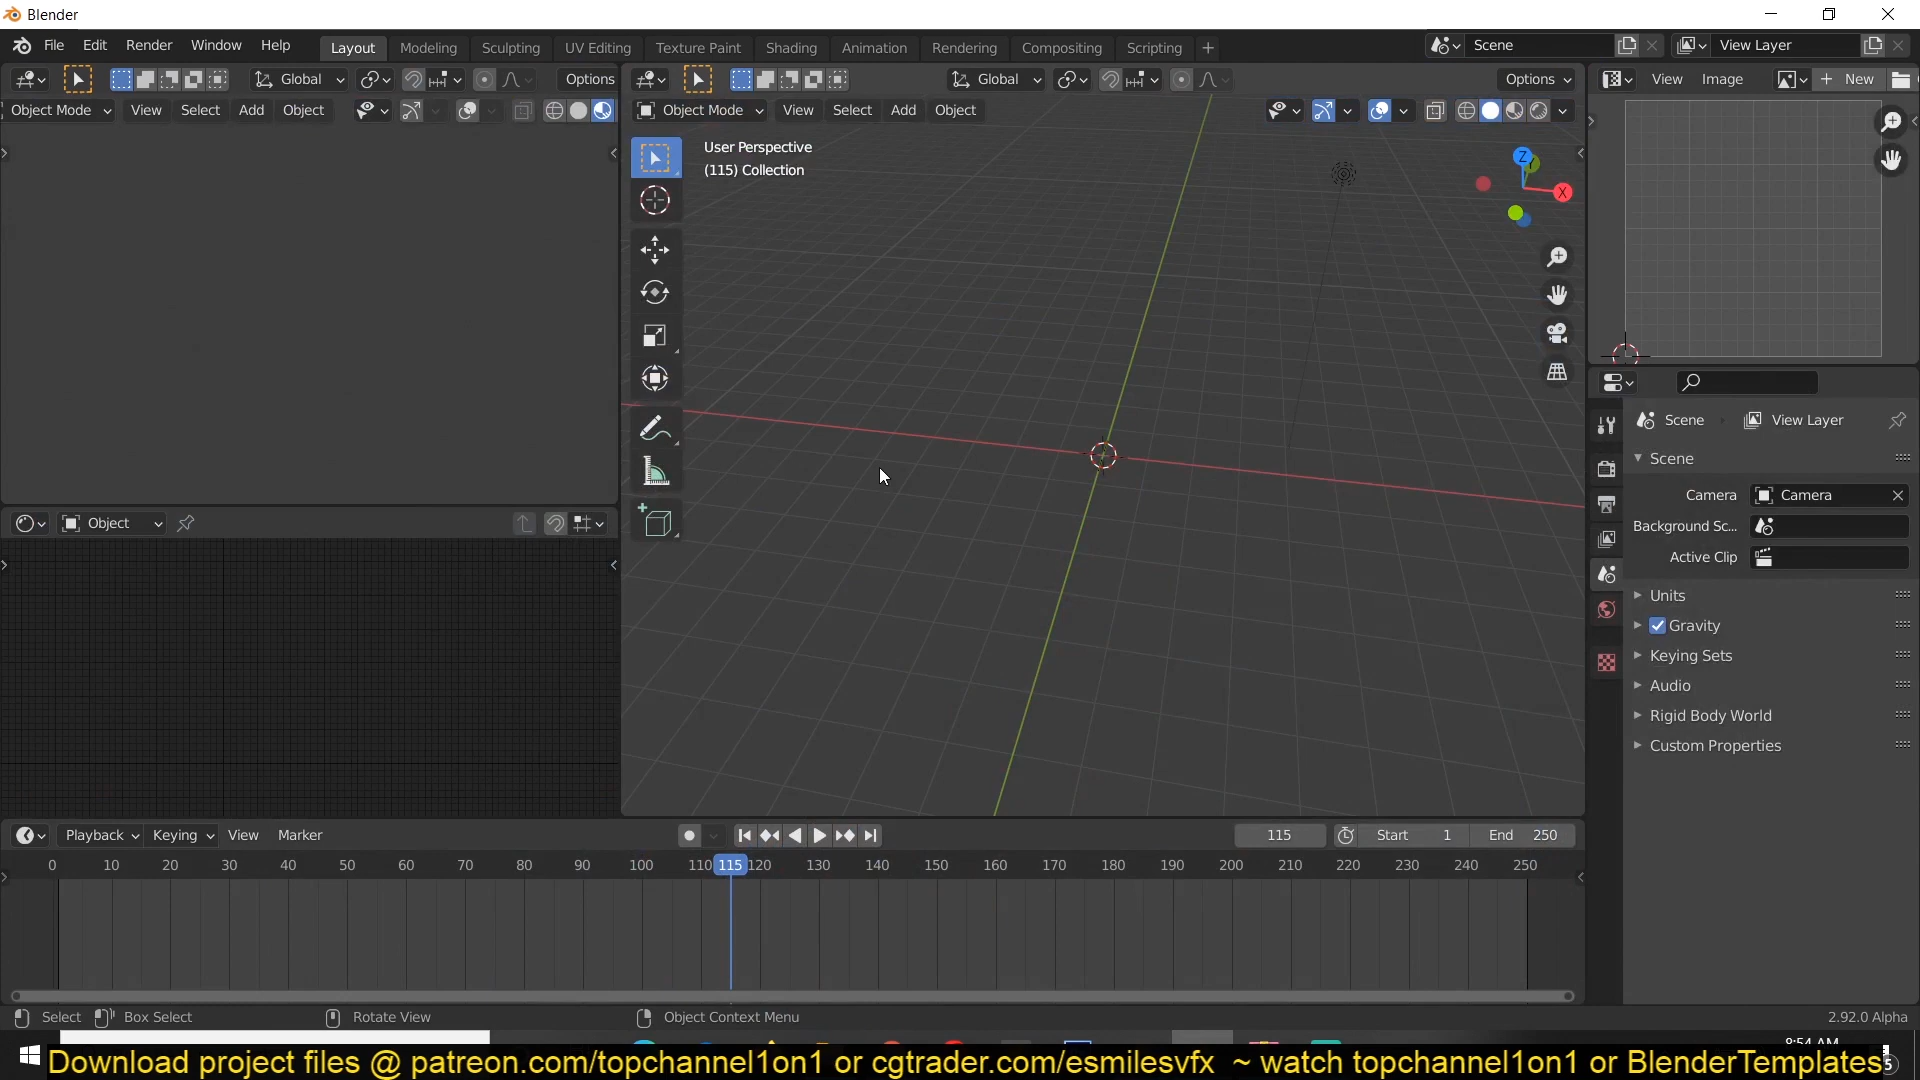 Blender
File Edit Render Window Help Layout Modeling Sculpting UV Editing Texture Paint Shading Animation Rendering Compositing Scripting + Scene View Layer
Global Options Global Options View Image New
Object Mode View Select Add Object Object Mode View Select Add Object
User Perspective
(115) Collection
Z
Y
X
Scene View Layer
Scene
Camera Camera
Background Sc...
Active Clip
Object
Units
Gravity
Keying Sets
Audio
Rigid Body World
Custom Properties
Playback Keying View Marker 115 Start 1 End 250
0 10 20 30 40 50 60 70 80 90 100 110 115 120 130 140 150 160 170 180 190 200 210 220 230 240 250
Select Box Select Rotate View Object Context Menu 2.92.0 Alpha
8:54 AM
Download project files @ patreon.com/topchannel1on1 or cgtrader.com/esmilesvfx ~ watch topchannel1on1 or BlenderTemplates